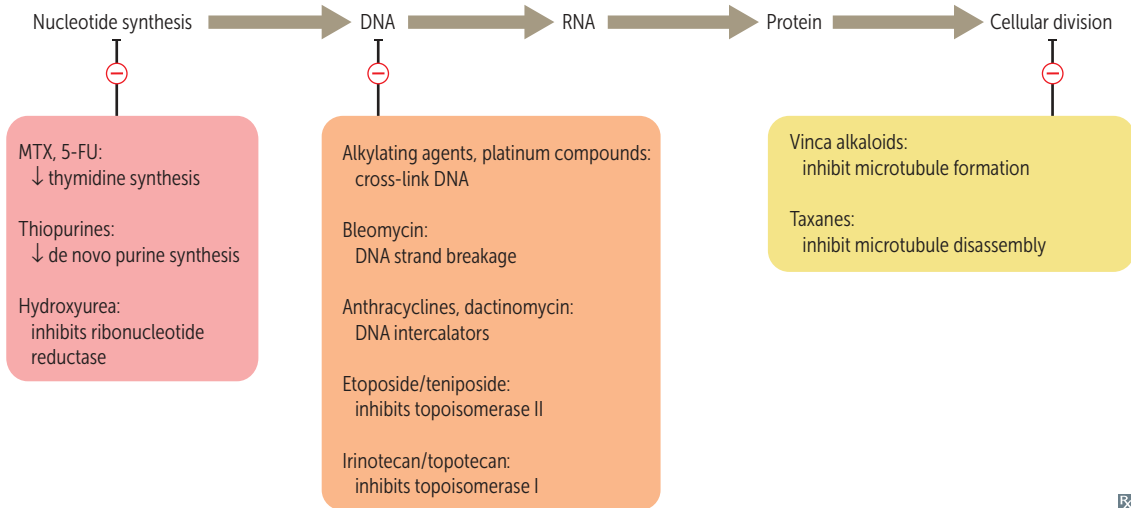 Nucleotide synthesis
DNA
RNA
Protein
Cellular division
MTX, 5-FU:
↓ thymidine synthesis
Thiopurines:
↓ de novo purine synthesis
Hydroxyurea:
inhibits ribonucleotide
reductase
Alkylating agents, platinum compounds:
cross-link DNA
Bleomycin:
DNA strand breakage
Anthracyclines, dactinomycin:
DNA intercalators
Etoposide/teniposide:
inhibits topoisomerase II
Irinotecan/topotecan:
inhibits topoisomerase I
Vinca alkaloids:
inhibit microtubule formation
Taxanes:
inhibit microtubule disassembly
℞